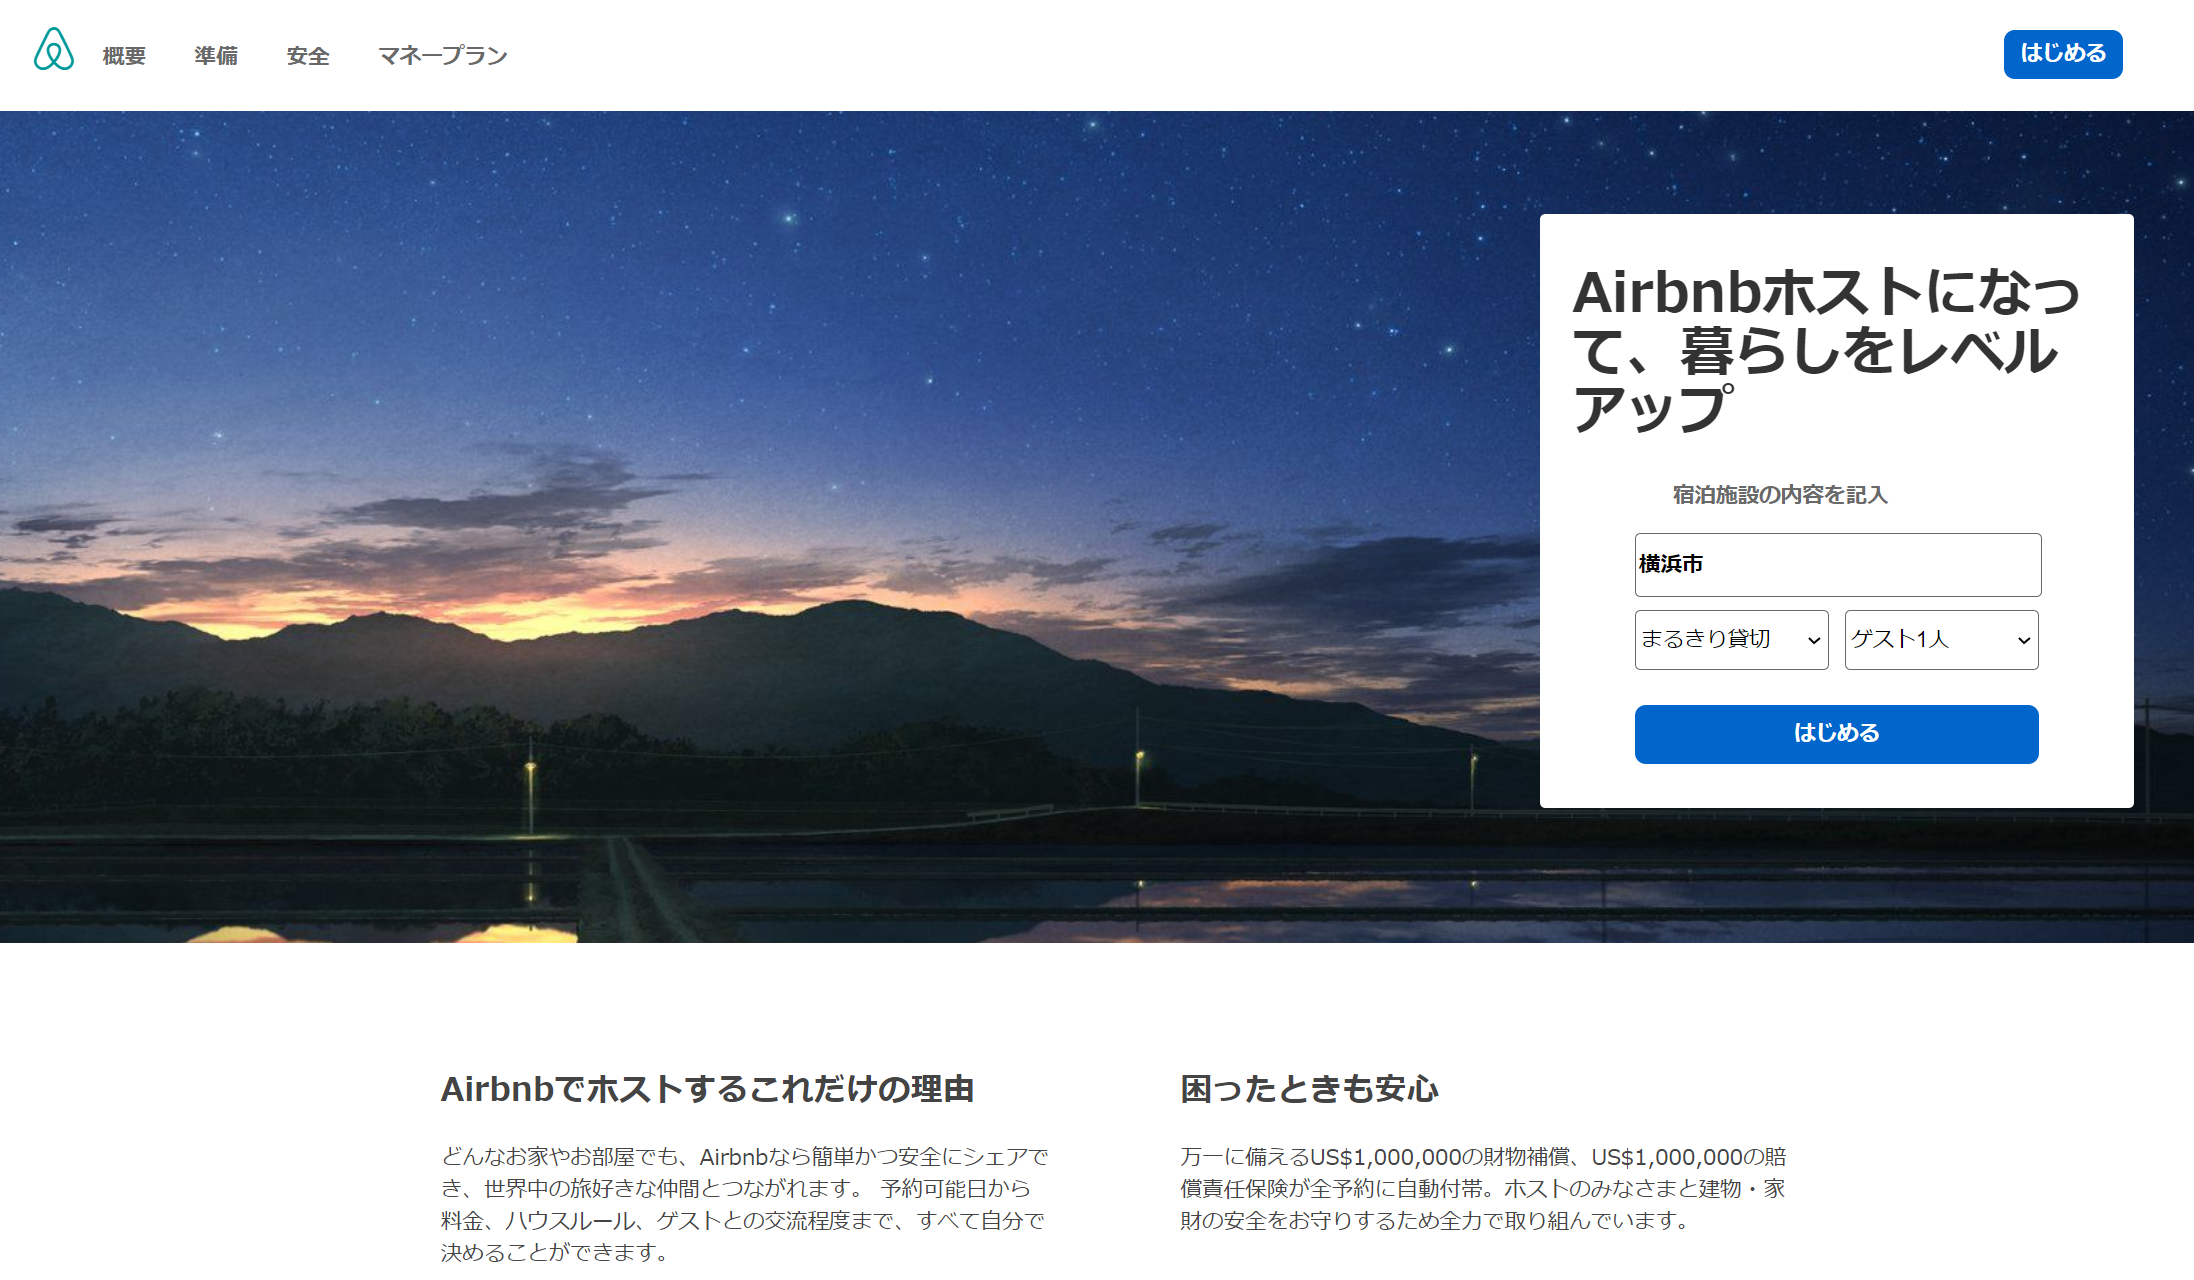 概要 準備 安全 マネープラン はじめる
Airbnbホストになっ
て、暮らしをレベル
アップ
宿泊施設の内容を記入
横浜市
まるきり貸切 ゲスト1人
はじめる
Airbnbでホストするこれだけの理由
どんなお家やお部屋でも、Airbnbなら簡単かつ安全にシェアで
き、世界中の旅好きな仲間とつながれます。 予約可能日から
料金、ハウスルール、ゲストとの交流程度まで、すべて自分で
決めることができます。
困ったときも安心
万一に備えるUS$1,000,000の財物補償、US$1,000,000の賠
償責任保険が全予約に自動付帯。ホストのみなさまと建物・家
財の安全をお守りするため全力で取り組んでいます。